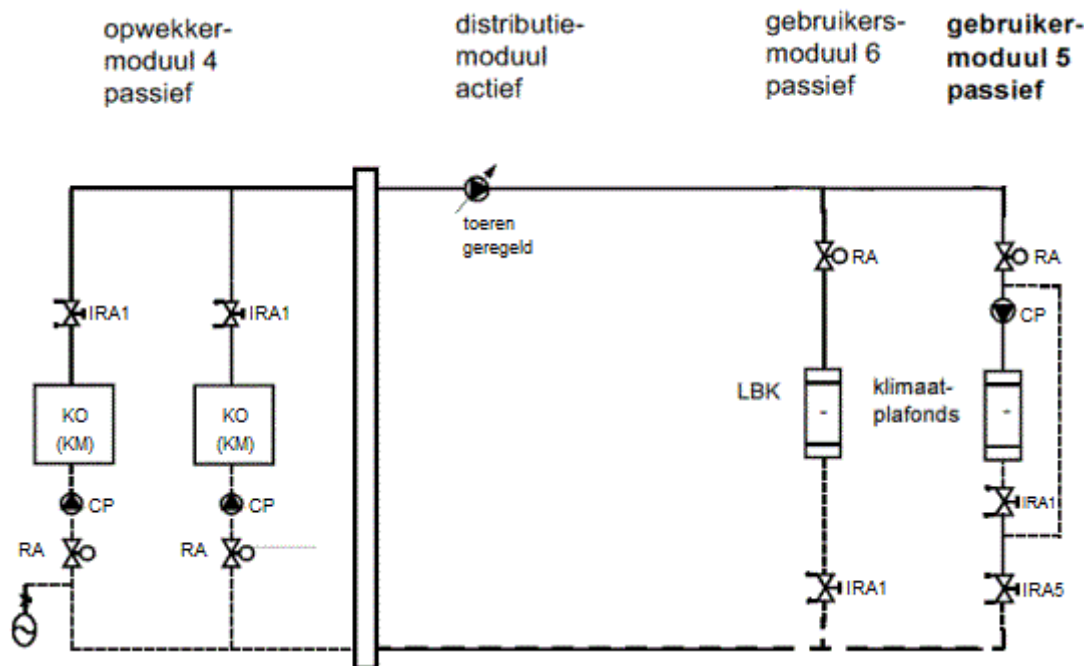 opwekker-
moduul 4
passief
distributie-
moduul
actief
gebruikers-
moduul 6
passief
gebruiker-
moduul 5
passief
toeren
geregeld
RA
RA
IRA1
IRA1
CP
KO
(KM)
KO
(KM)
LBK
-
klimaat-
plafonds
-
CP
CP
IRA1
RA
RA
IRA1
IRA5